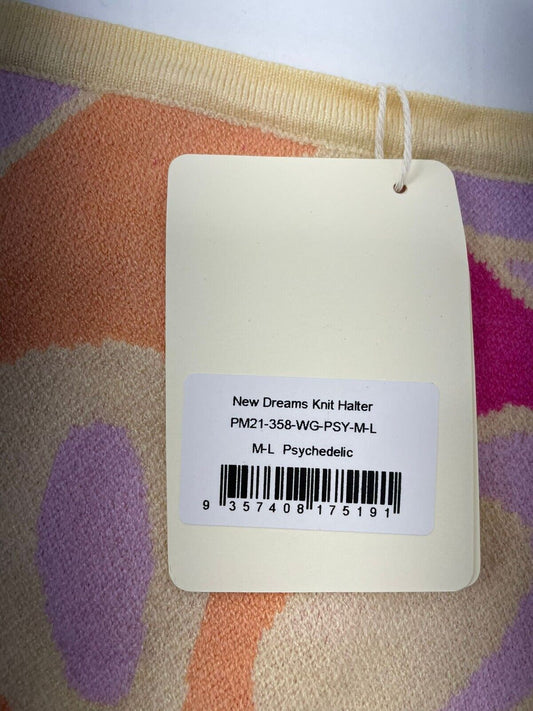 New Dreams Knit Halter
PM21-358-WG-PSY-M-L
M-L Psychedelic
9 357408 175191